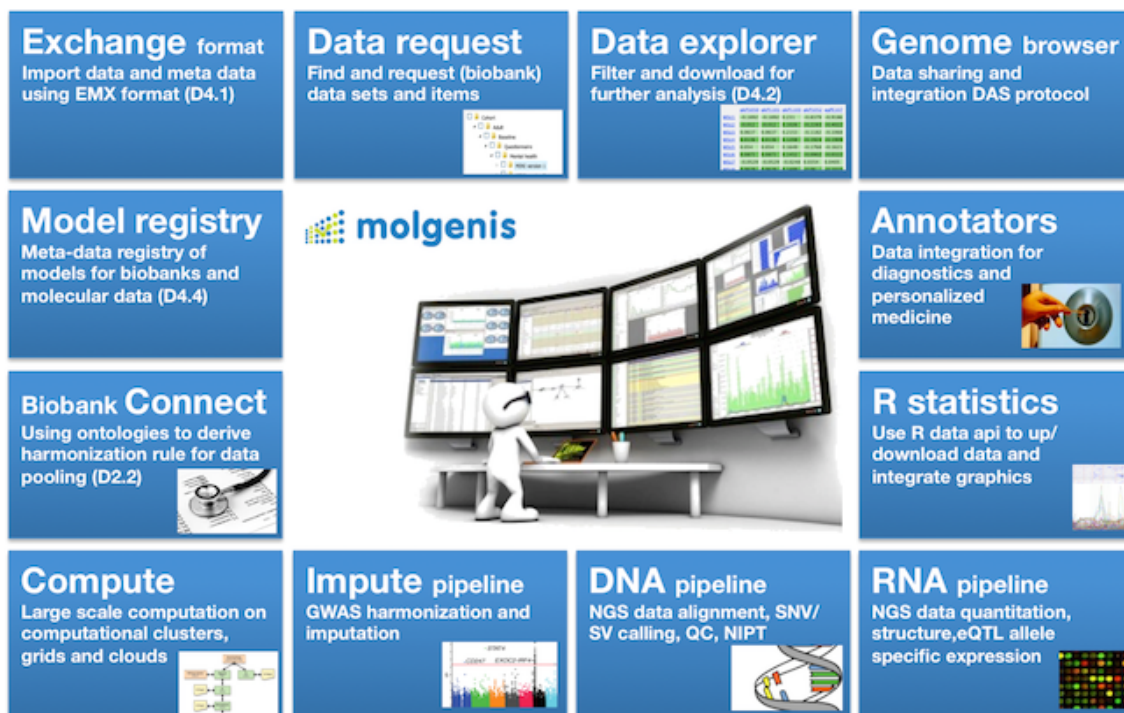 Exchange format
Import data and meta data
using EMX format (D4.1)
Data request
Find and request (biobank)
data sets and items
Cohort
Adult
Baseline
Questionnaire
Mental health
Data explorer
Filter and download for
further analysis (D4.2)
Genome browser
Data sharing and
integration DAS protocol
Model registry
Meta-data registry of
models for biobanks and
molecular data (D4.4)
molgenis
Annotators
Data integration for
diagnostics and
personalized
medicine
Biobank Connect
Using ontologies to derive
harmonization rule for data
pooling (D2.2)
R statistics
Use R data api to up/
download data and
integrate graphics
Compute
Large scale computation on
computational clusters,
grids and clouds
Impute pipeline
GWAS harmonization and
imputation
DNA pipeline
NGS data alignment, SNV/
SV calling, QC, NIPT
RNA pipeline
NGS data quantitation,
structure,eQTL allele
specific expression